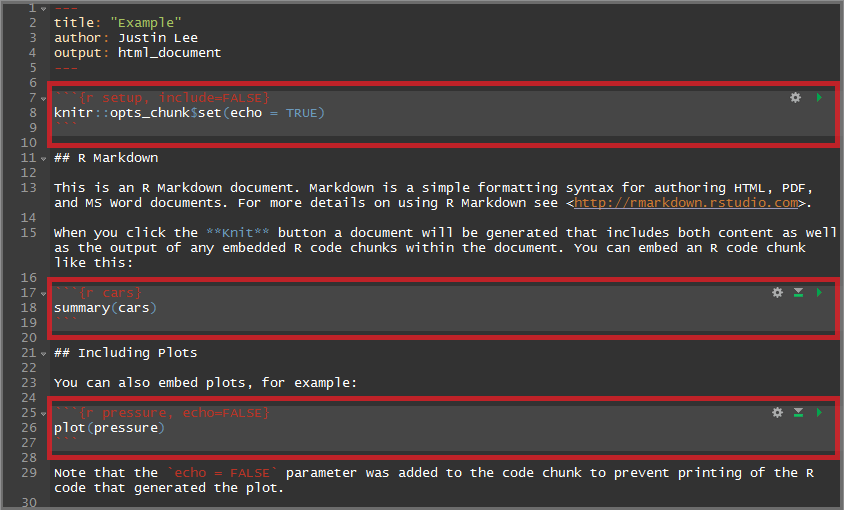 1 ---
2 title: "Example"
3 author: Justin Lee
4 output: html_document
5 ---
6
7 ```{r setup, include=FALSE}
8 knitr::opts_chunk$set(echo = TRUE)
9 ```
10
11 ## R Markdown
12
13 This is an R Markdown document. Markdown is a simple formatting syntax for authoring HTML, PDF,
and MS Word documents. For more details on using R Markdown see <http://rmarkdown.rstudio.com>.
14
15 When you click the **Knit** button a document will be generated that includes both content as well
as the output of any embedded R code chunks within the document. You can embed an R code chunk
like this:
16
17 ```{r cars}
18 summary(cars)
19 ```
20
21 ## Including Plots
22
23 You can also embed plots, for example:
24
25 ```{r pressure, echo=FALSE}
26 plot(pressure)
27 ```
28
29 Note that the `echo = FALSE` parameter was added to the code chunk to prevent printing of the R
code that generated the plot.
30